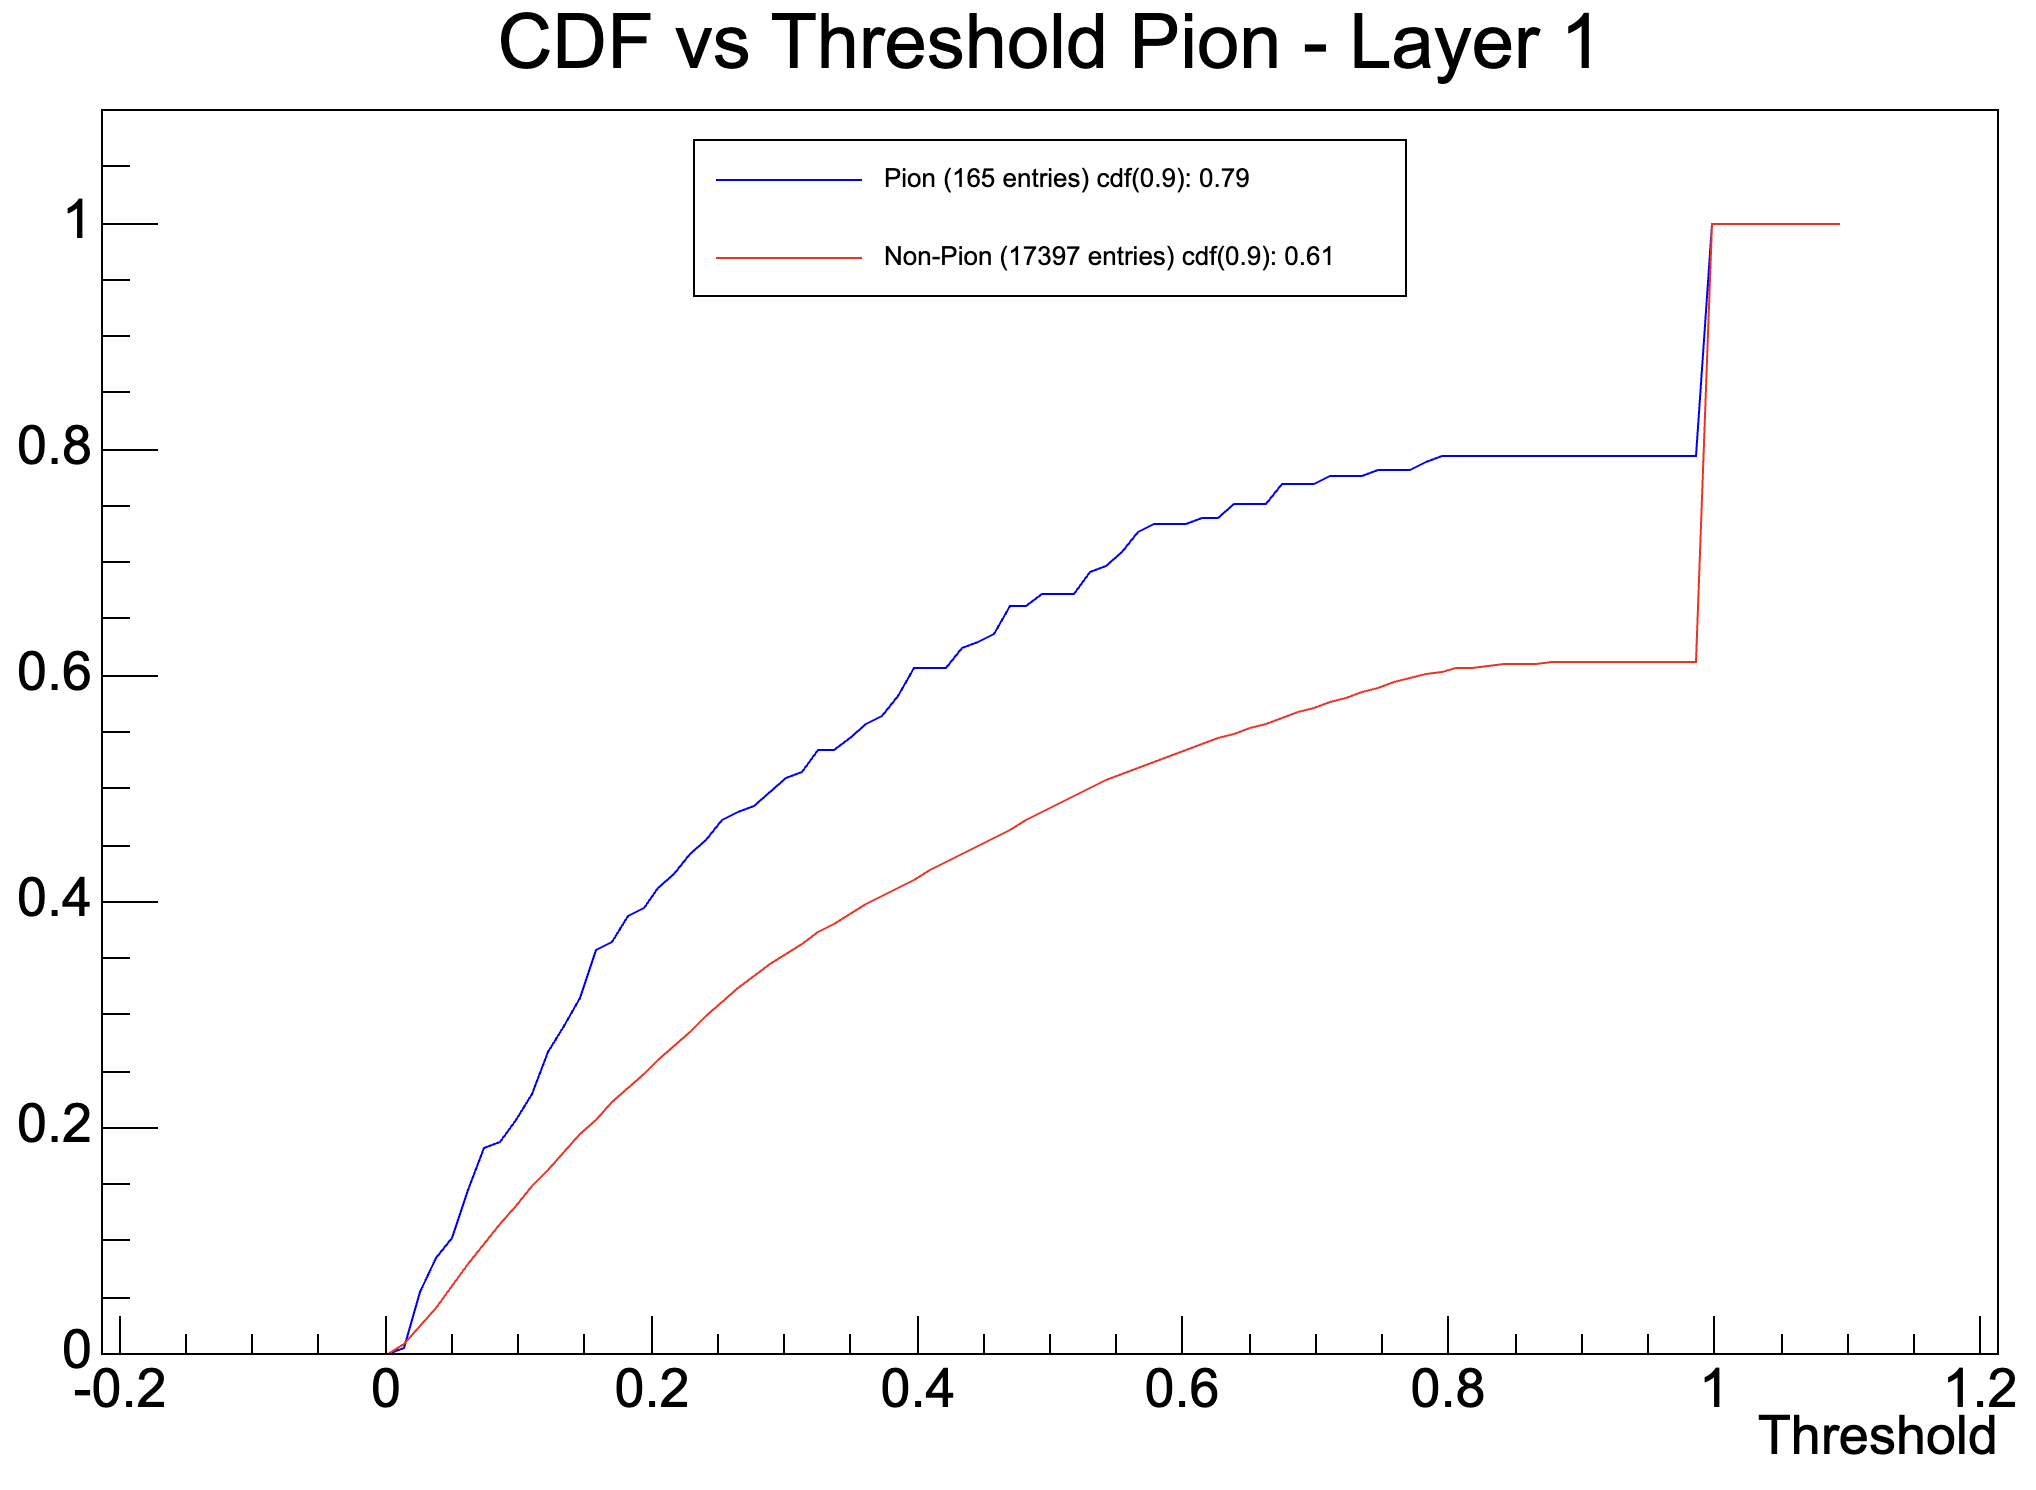 CDF vs Threshold Pion - Layer 1
Pion (165 entries) cdf(0.9): 0.79
Non-Pion (17397 entries) cdf(0.9): 0.61
1
0.8
0.6
0.4
0.2
0
-0.2 0 0.2 0.4 0.6 0.8 1 1.2
Threshold